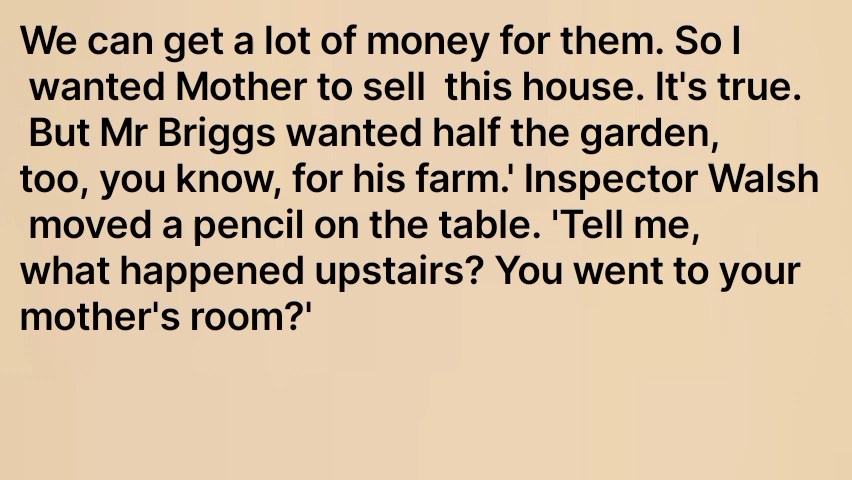 We can get a lot of money for them. So I
wanted Mother to sell  this house. It's true.
But Mr Briggs wanted half the garden,
too, you know, for his farm.' Inspector Walsh
moved a pencil on the table. 'Tell me,
what happened upstairs? You went to your
mother's room?'